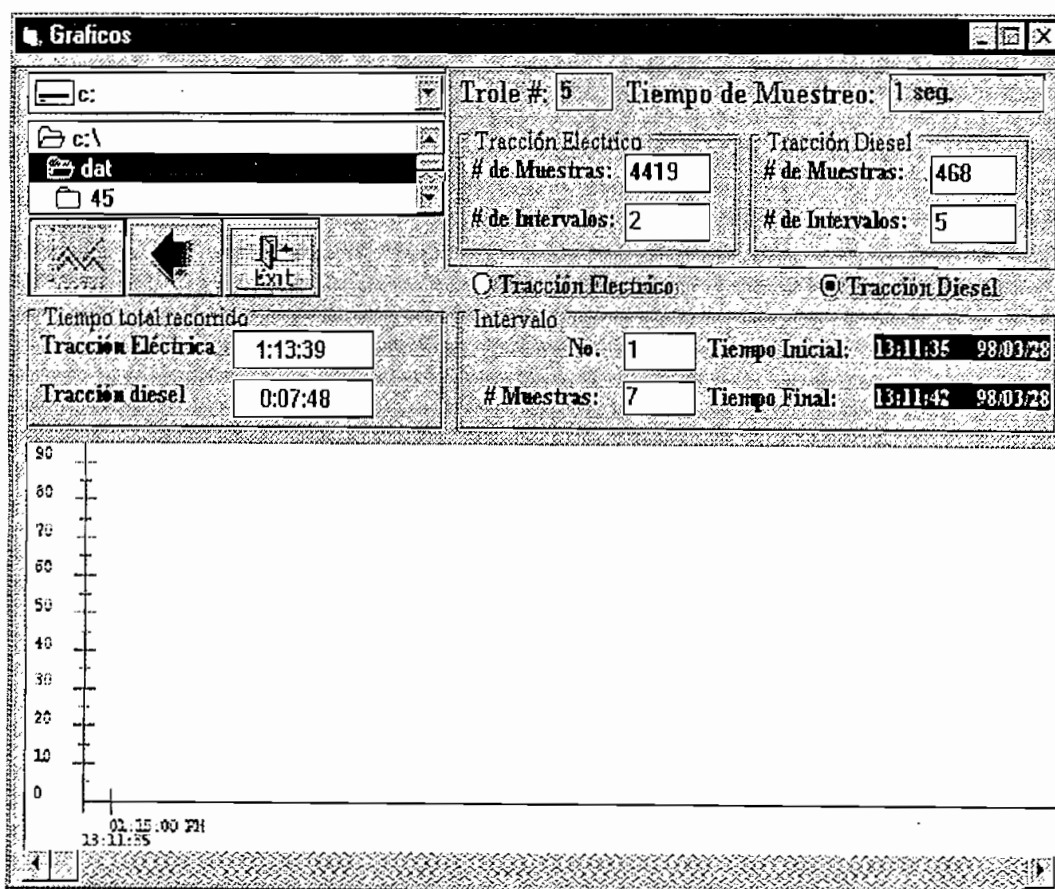 Graficos
c:
c:\
dat
45
Exit
Trole #: 5 Tiempo de Muestreo: 1 seg.
Tracción Electrico
# de Muestras: 4419
# de Intervalos: 2
Tracción Diesel
# de Muestras: 468
# de Intervalos: 5
Tracción Electrico
Tracción Diesel
Tiempo total recorrido
Tracción Eléctrica 1:13:39
Tracción diesel 0:07:48
Intervalo
No. 1 Tiempo Inicial: 13:11:35 98/03/28
# Muestras: 7 Tiempo Final: 13:11:42 98/03/28
90
80
70
60
50
40
30
20
10
0
01:15:00 PM
13:11:35